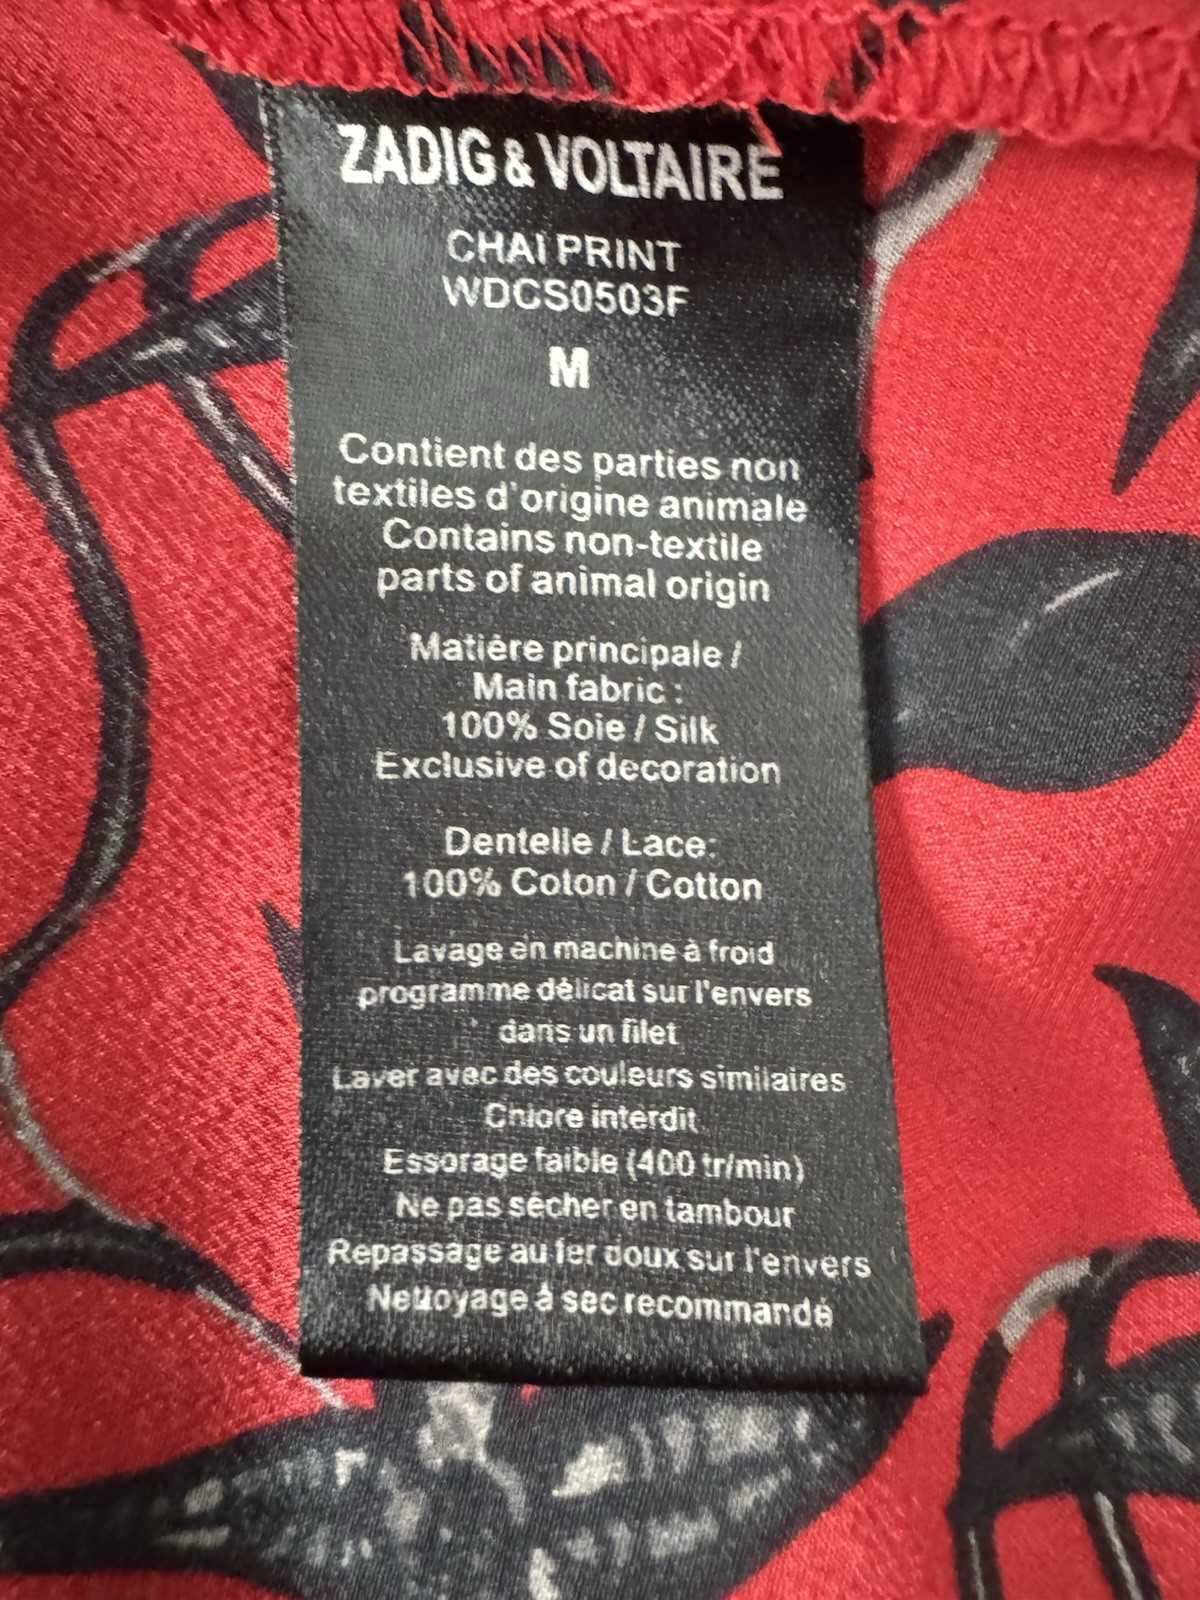 ZADIG & VOLTAIRE
CHAI PRINT
WDCS0503F
M
Contient des parties non
textiles d'origine animale
Contains non-textile
parts of animal origin
Matière principale /
Main fabric :
100% Soie / Silk
Exclusive of decoration
Dentelle / Lace:
100% Coton / Cotton
Lavage en machine à froid
programme délicat sur l'envers
dans un filet
Laver avec des couleurs similaires
Chlore interdit
Essorage faible (400 tr/min)
Ne pas sécher en tambour
Repassage au fer doux sur l'envers
Nettoyage à sec recommandé